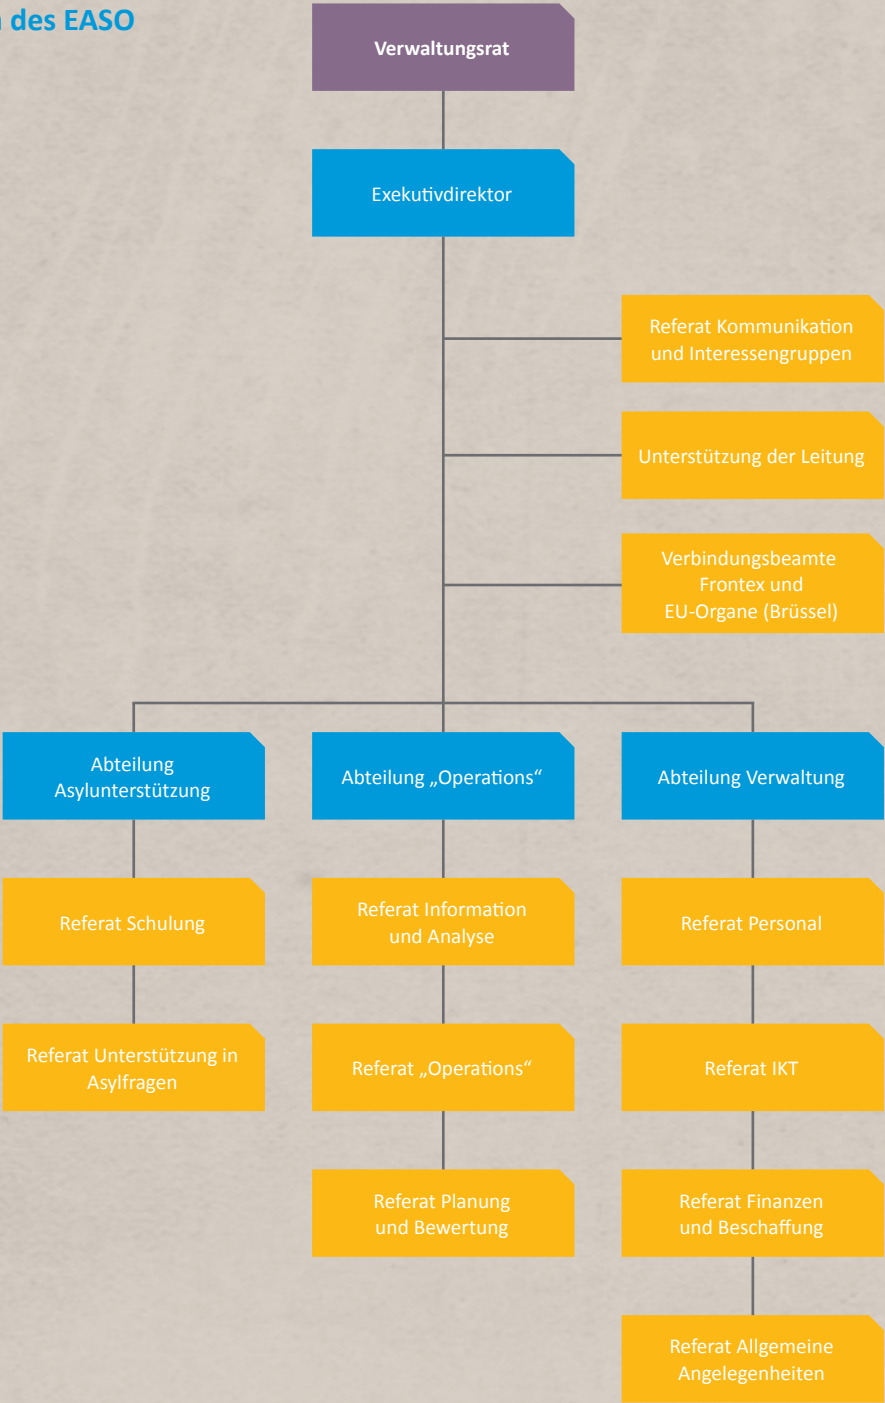 des EASO
Verwaltungsrat
Exekutivdirektor
Referat Kommunikation
und Interessengruppen
Unterstützung der Leitung
Verbindungsbeamte
Frontex und
EU-Organe (Brüssel)
Abteilung
Asylunterstützung
Abteilung „Operations“
Abteilung Verwaltung
Referat Schulung
Referat Information
und Analyse
Referat Personal
Referat Unterstützung in
Asylfragen
Referat „Operations“
Referat IKT
Referat Planung
und Bewertung
Referat Finanzen
und Beschaffung
Referat Allgemeine
Angelegenheiten